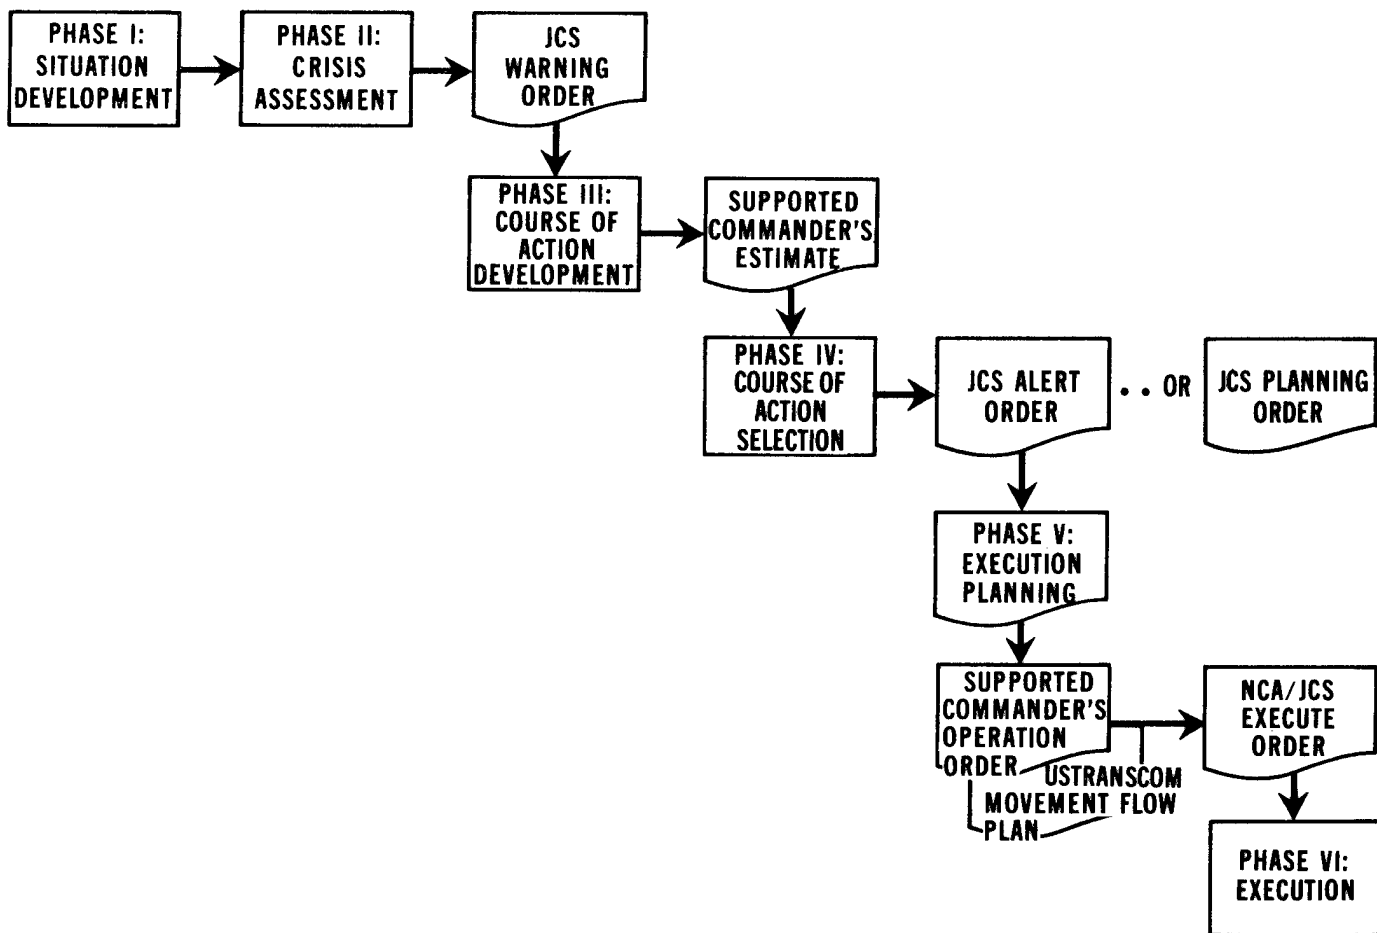 PHASE I:
SITUATION
DEVELOPMENT
PHASE II:
CRISIS
ASSESSMENT
JCS
WARNING
ORDER
PHASE III:
COURSE OF
ACTION
DEVELOPMENT
SUPPORTED
COMMANDER'S
ESTIMATE
PHASE IV:
COURSE OF
ACTION
SELECTION
JCS ALERT
ORDER
• • OR
JCS PLANNING
ORDER
PHASE V:
EXECUTION
PLANNING
SUPPORTED
COMMANDER'S
OPERATION
ORDER
USTRANSCOM
MOVEMENT FLOW
PLAN
NCA/JCS
EXECUTE
ORDER
PHASE VI:
EXECUTION